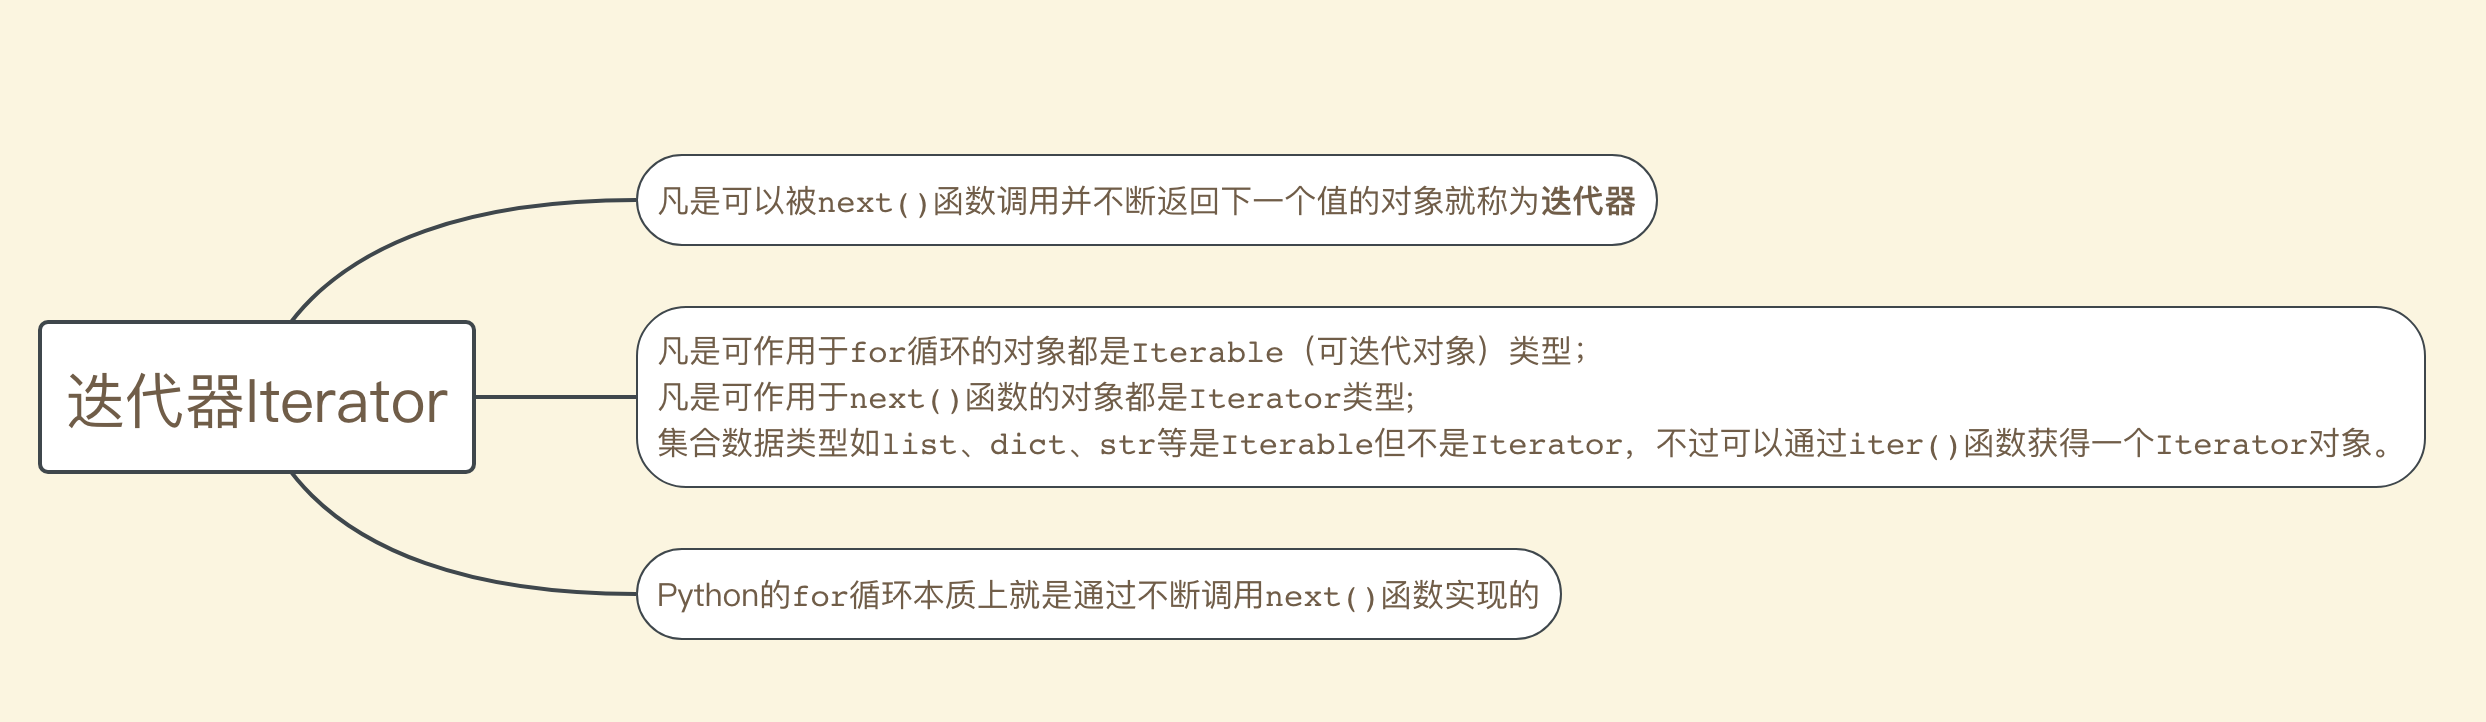 凡是可以被next()函数调用并不断返回下一个值的对象就称为迭代器
迭代器Iterator
凡是可作用于for循环的对象都是Iterable（可迭代对象）类型；
凡是可作用于next()函数的对象都是Iterator类型;
集合数据类型如list、dict、str等是Iterable但不是Iterator，不过可以通过iter()函数获得一个Iterator对象。
Python的for循环本质上就是通过不断调用next()函数实现的